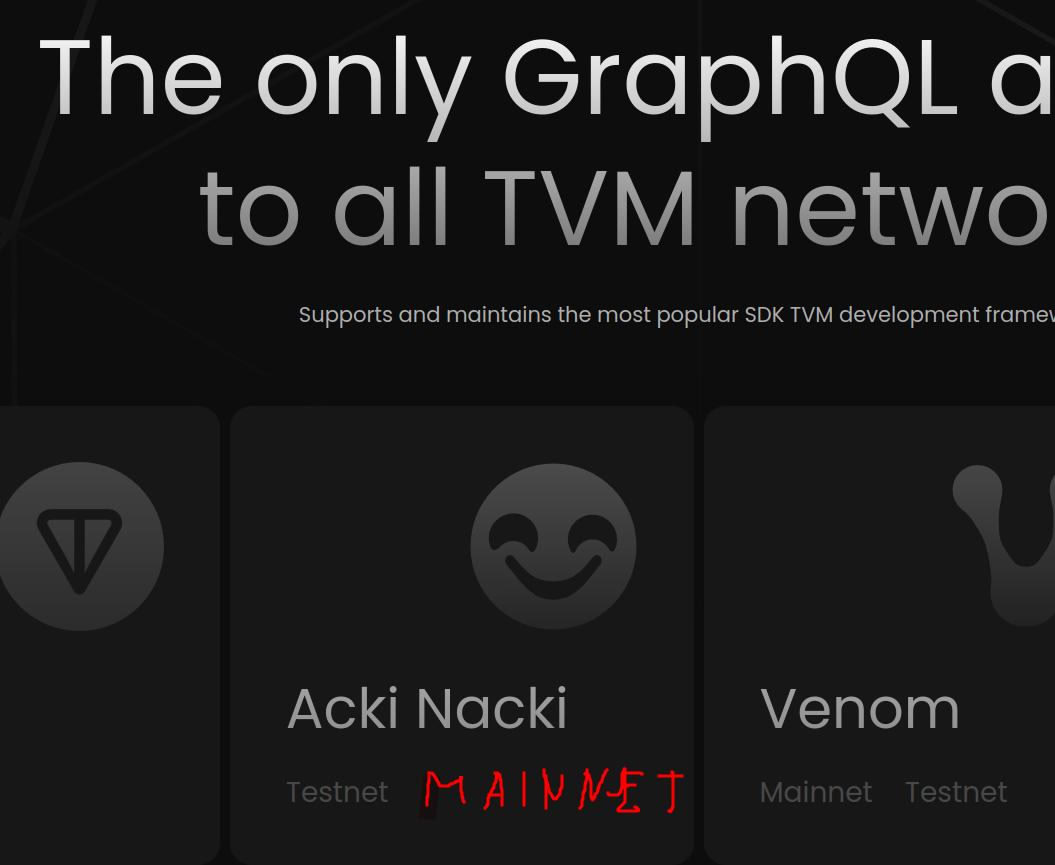 The only GraphQL a
to all TVM netwo
Supports and maintains the most popular SDK TVM development framew
Acki Nacki
Testnet MAINNET
Venom
Mainnet Testnet